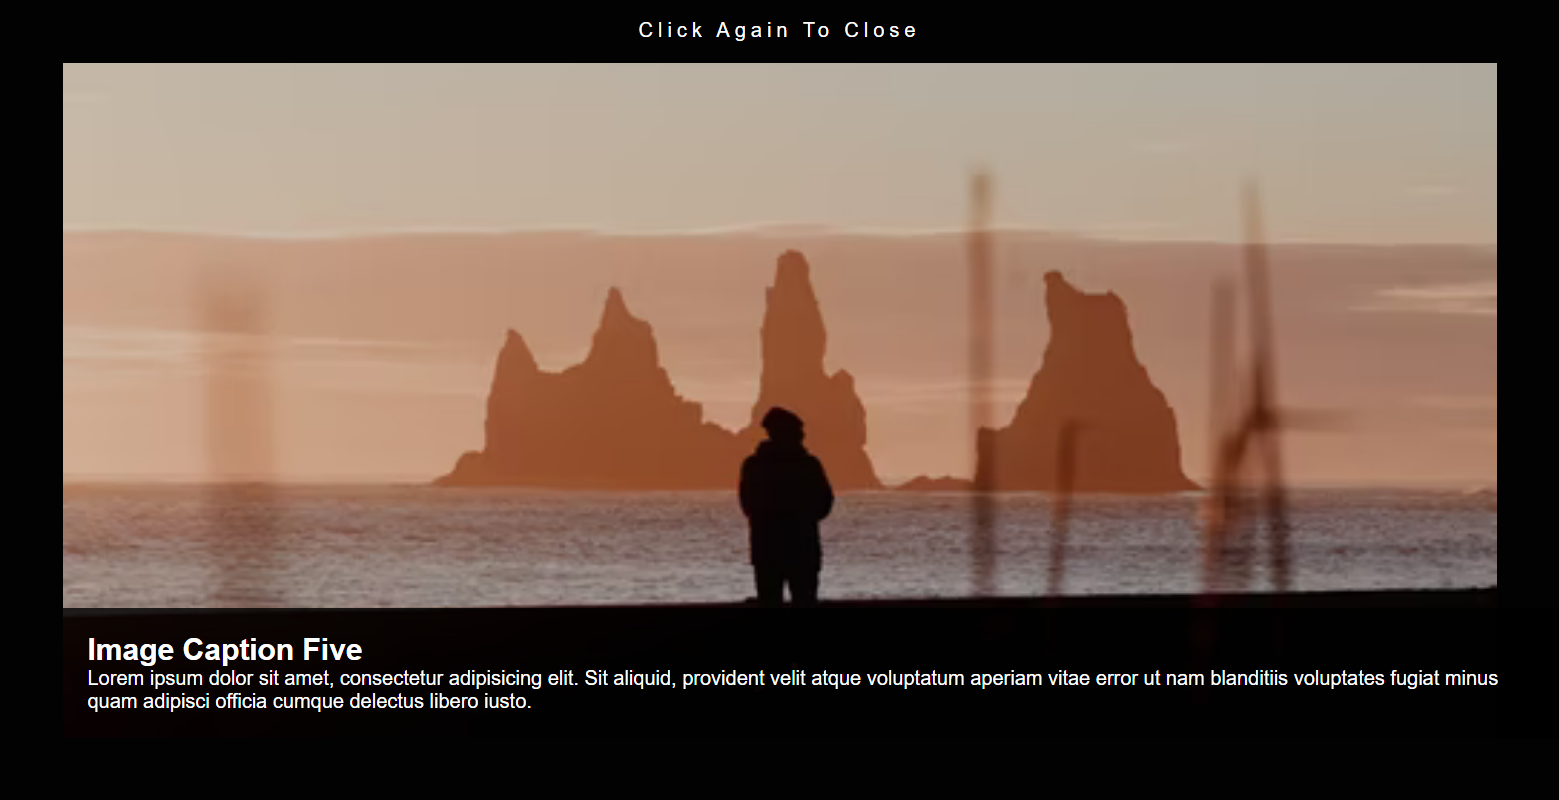 Click Again To Close
Image Caption Five
Lorem ipsum dolor sit amet, consectetur adipisicing elit. Sit aliquid, provident velit atque voluptatum aperiam vitae error ut nam blanditiis voluptates fugiat minus
quam adipisci officia cumque delectus libero iusto.